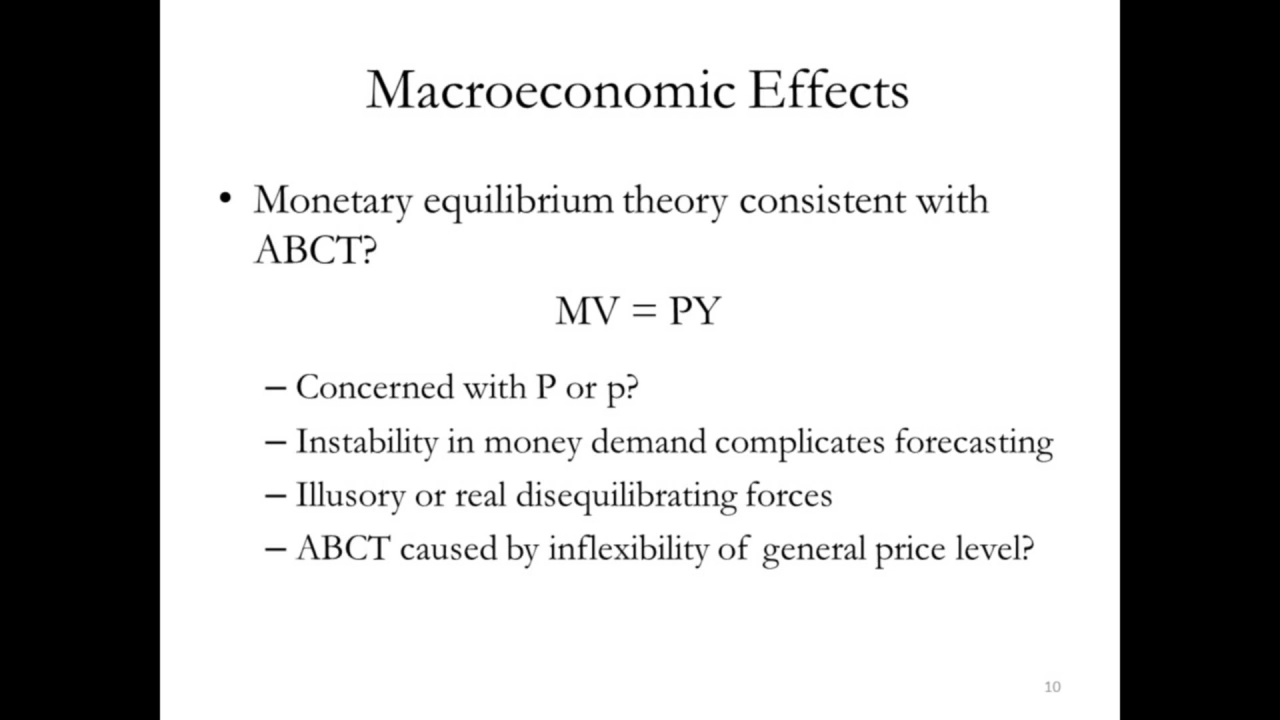 Macroeconomic Effects
• Monetary equilibrium theory consistent with
ABCT?
MV = PY
– Concerned with P or p?
– Instability in money demand complicates forecasting
– Illusory or real disequilibrating forces
– ABCT caused by inflexibility of general price level?
10